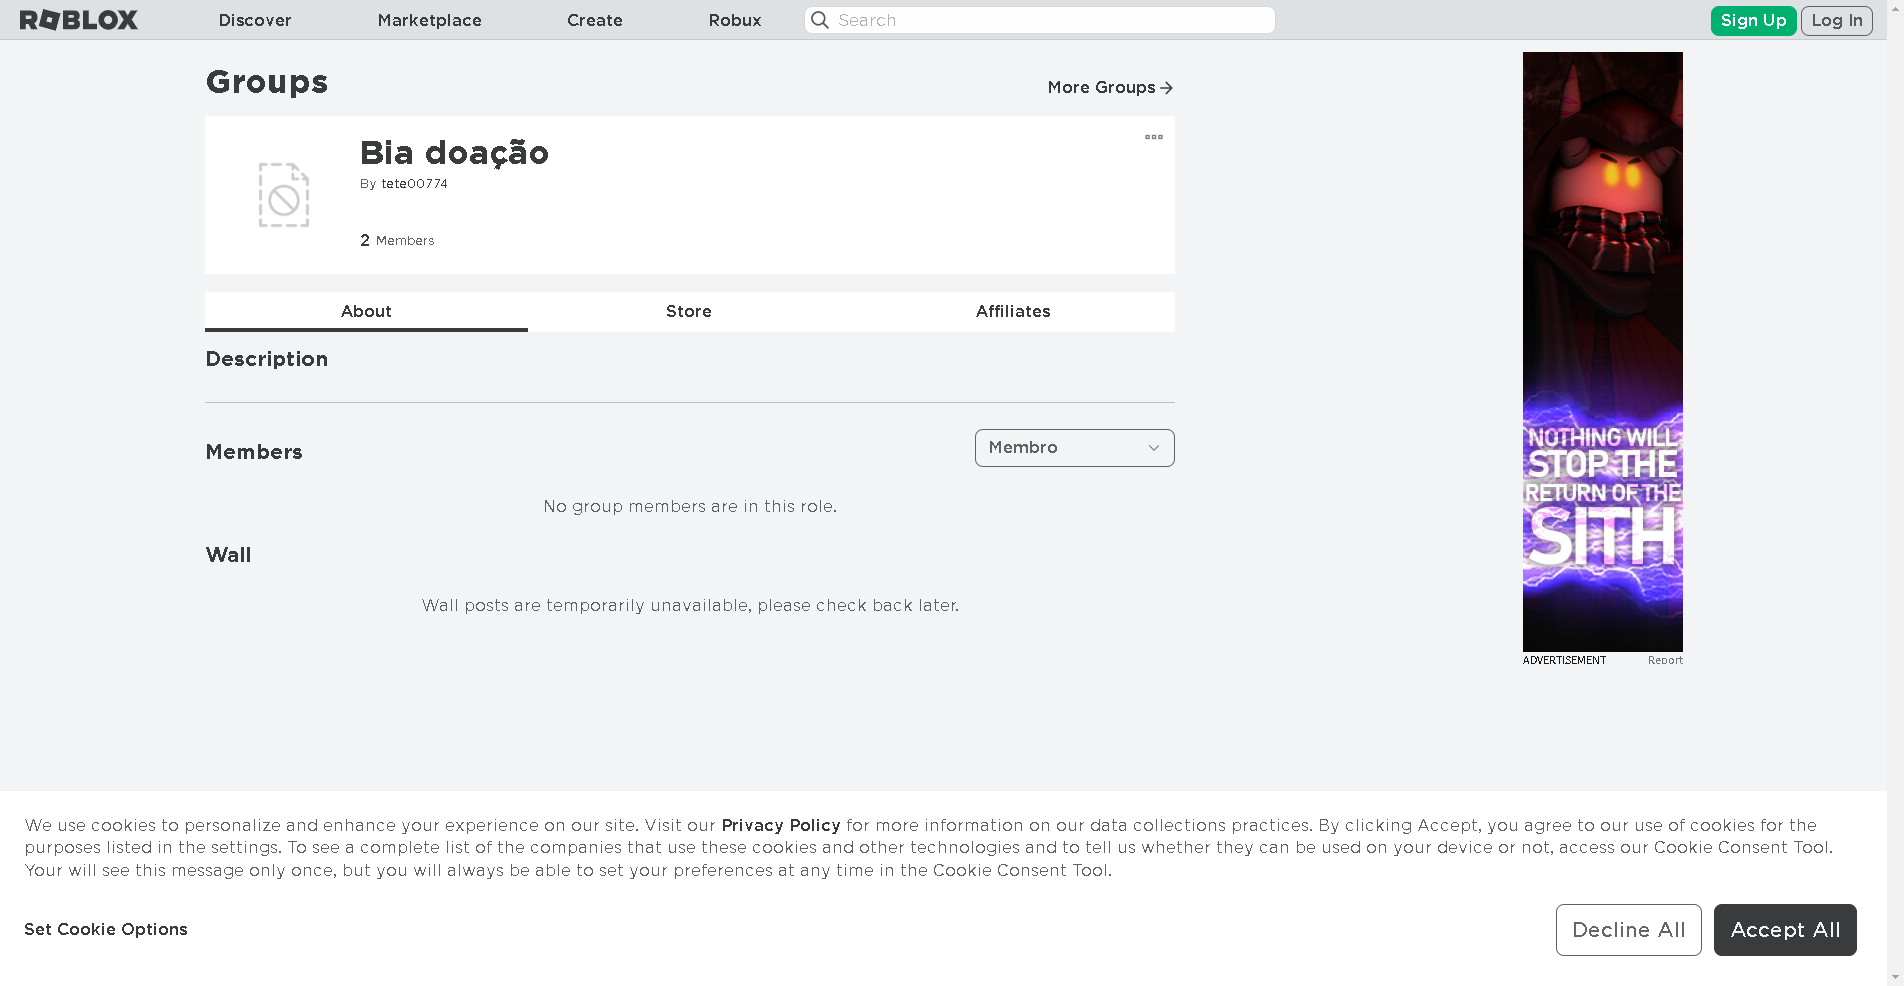 ROBLOX Discover Marketplace Create Robux Search Sign Up Log In
Groups
More Groups
Bia doação
By tete00774
2 Members
About Store Affiliates
Description
Members
Membro
No group members are in this role.
Wall
Wall posts are temporarily unavailable, please check back later.
NOTHING WILL
STOP THE
RETURN OF THE
SITH
ADVERTISEMENT Report
We use cookies to personalize and enhance your experience on our site. Visit our Privacy Policy for more information on our data collections practices. By clicking Accept, you agree to our use of cookies for the
purposes listed in the settings. To see a complete list of the companies that use these cookies and other technologies and to tell us whether they can be used on your device or not, access our Cookie Consent Tool.
Your will see this message only once, but you will always be able to set your preferences at any time in the Cookie Consent Tool.
Set Cookie Options
Decline All
Accept All